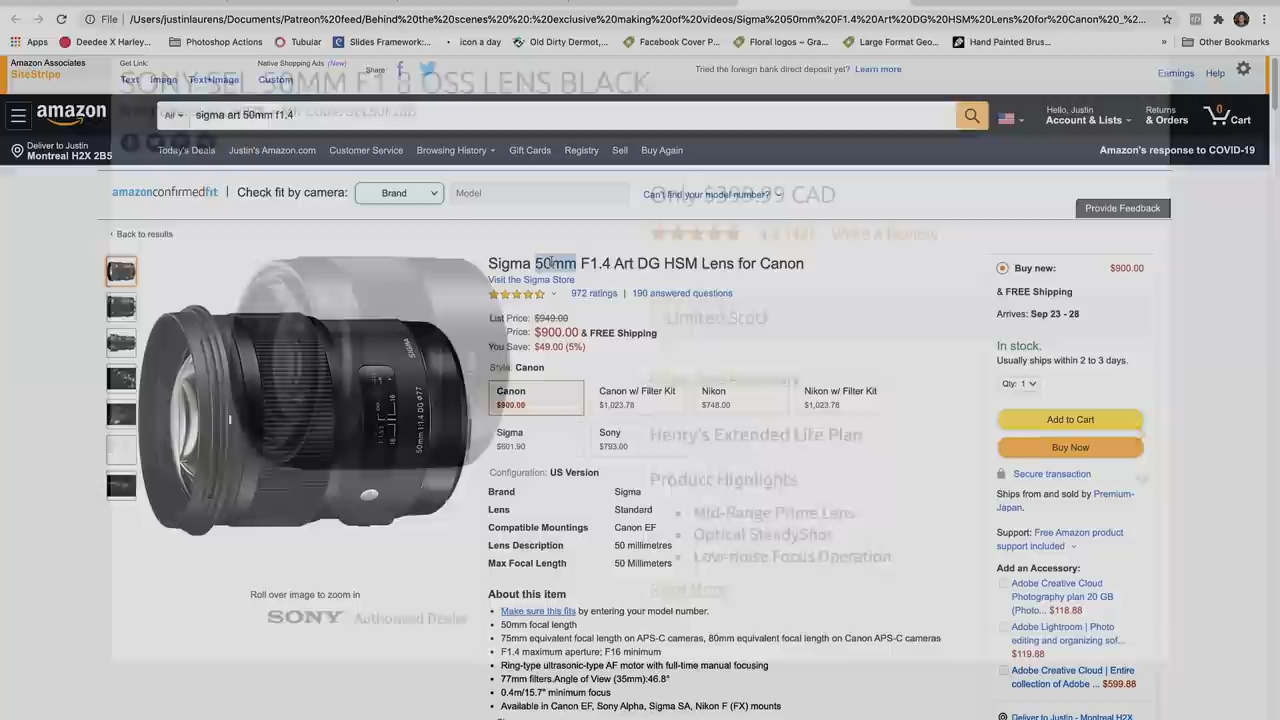 File | /Users/justinlaurens/Documents/Patreon feed/Behind%20the%20scenes%20:%20exclusive%20making%20of%20videos/Sigma%2050mm%20F1.4%20Art%20DG%20HSM%20Lens%20for%20Canon%20_%2...
Apps Deedee X Harley... Photoshop Actions Tubular Slides Framework:... icon a day Old Dirty Dermot,... Facebook Cover P... Floral logos ~ Gra... Large Format Geo... Hand Painted Brus... » Other Bookmarks
Amazon Associates Get Link: Native Shopping Ads (New) Share:
SiteStripe Text Image Text+Image Custom
Tried the foreign bank direct deposit yet? Learn more Earnings Help
SONY SEL 50MM F1.8 OSS LENS BLACK
amazon All sigma art 50mm f1.4 Hello, Justin Returns 0
Account & Lists & Orders Cart
Deliver to Justin
Montreal H2X 2B5 Today's Deals Justin's Amazon.com Customer Service Browsing History Gift Cards Registry Sell Buy Again Amazon's response to COVID-19
amazonconfirmedfit | Check fit by camera: Brand Model Can't find your model number?
Only $399.99 CAD
Provide Feedback
‹ Back to results
Write a Review
Sigma 50mm F1.4 Art DG HSM Lens for Canon
Visit the Sigma Store
972 ratings | 190 answered questions
List Price: $949.00
Price: $900.00 & FREE Shipping
You Save: $49.00 (5%)
Limited Stock
Style: Canon
Canon Canon w/ Filter Kit Nikon Nikon w/ Filter Kit
$900.00 $1,023.78 $748.00 $1,023.78
Sigma Sony
$601.90 $793.00
Henry's Extended Life Plan
Configuration: US Version
Product Highlights
Brand Sigma
Lens Standard
Compatible Mountings Canon EF
Lens Description 50 millimetres
Max Focal Length 50 Millimeters
• Mid-Range Prime Lens
• Optical SteadyShot
• Low-noise Focus Operation
Read More
About this item
• Make sure this fits by entering your model number.
• 50mm focal length
• 75mm equivalent focal length on APS-C cameras, 80mm equivalent focal length on Canon APS-C cameras
• F1.4 maximum aperture; F16 minimum
• Ring-type ultrasonic-type AF motor with full-time manual focusing
• 77mm filters.Angle of View (35mm):46.8°
• 0.4m/15.7" minimum focus
• Available in Canon EF, Sony Alpha, Sigma SA, Nikon F (FX) mounts
SIGMA
50mm 1:1.4 DG ø77
Roll over image to zoom in
SONY Authorised Dealer
Buy new: $900.00
& FREE Shipping
Arrives: Sep 23 - 28
In stock.
Usually ships within 2 to 3 days.
Qty: 1
Add to Cart
Buy Now
Secure transaction
Ships from and sold by Premium-
Japan.
Support: Free Amazon product
support included
Add an Accessory:
Adobe Creative Cloud
Photography plan 20 GB
(Photo... $118.88
Adobe Lightroom | Photo
editing and organizing sof...
$119.88
Adobe Creative Cloud | Entire
collection of Adobe ... $599.88
Deliver to Justin - Montreal H2X